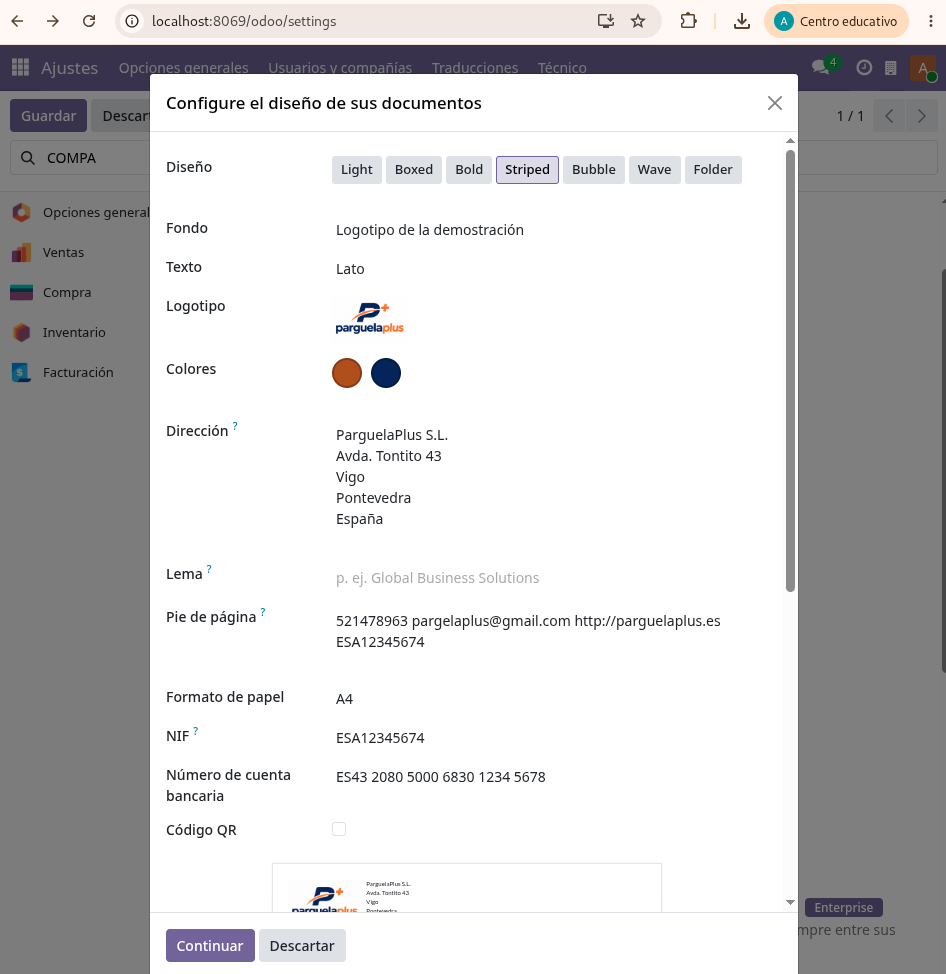 localhost:8069/odoo/settings
A Centro educativo
Ajustes Opciones generales Usuarios y compañías Traducciones Técnico 4 A
Guardar Descart 1 / 1
COMPA
Opciones general
Ventas
Compra
Inventario
Facturación
Configure el diseño de sus documentos
Diseño Light Boxed Bold Striped Bubble Wave Folder
Fondo Logotipo de la demostración
Texto Lato
Logotipo P+ parguelaplus
Colores
Dirección ? ParguelaPlus S.L.
Avda. Tontito 43
Vigo
Pontevedra
España
Lema ? p. ej. Global Business Solutions
Pie de página ? 521478963 pargelaplus@gmail.com http://parguelaplus.es
ESA12345674
Formato de papel A4
NIF ? ESA12345674
Número de cuenta bancaria ES43 2080 5000 6830 1234 5678
Código QR
P+ parguelaplus
ParguelaPlus S.L.
Avda. Tontito 43
Vigo
Pontevedra
Continuar Descartar
Enterprise
mpre entre sus